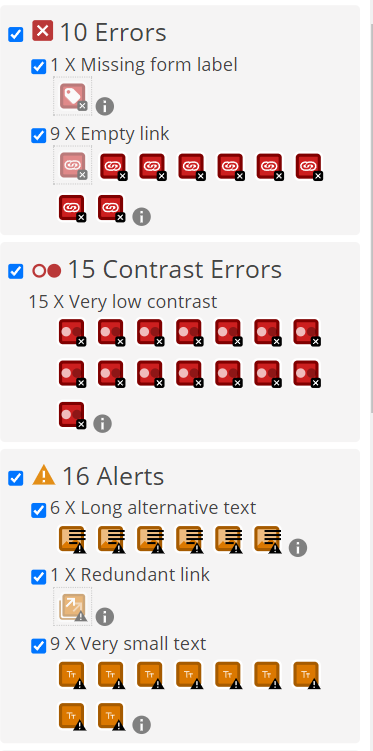 10 Errors
1 X Missing form label
9 X Empty link
15 Contrast Errors
15 X Very low contrast
16 Alerts
6 X Long alternative text
1 X Redundant link
9 X Very small text